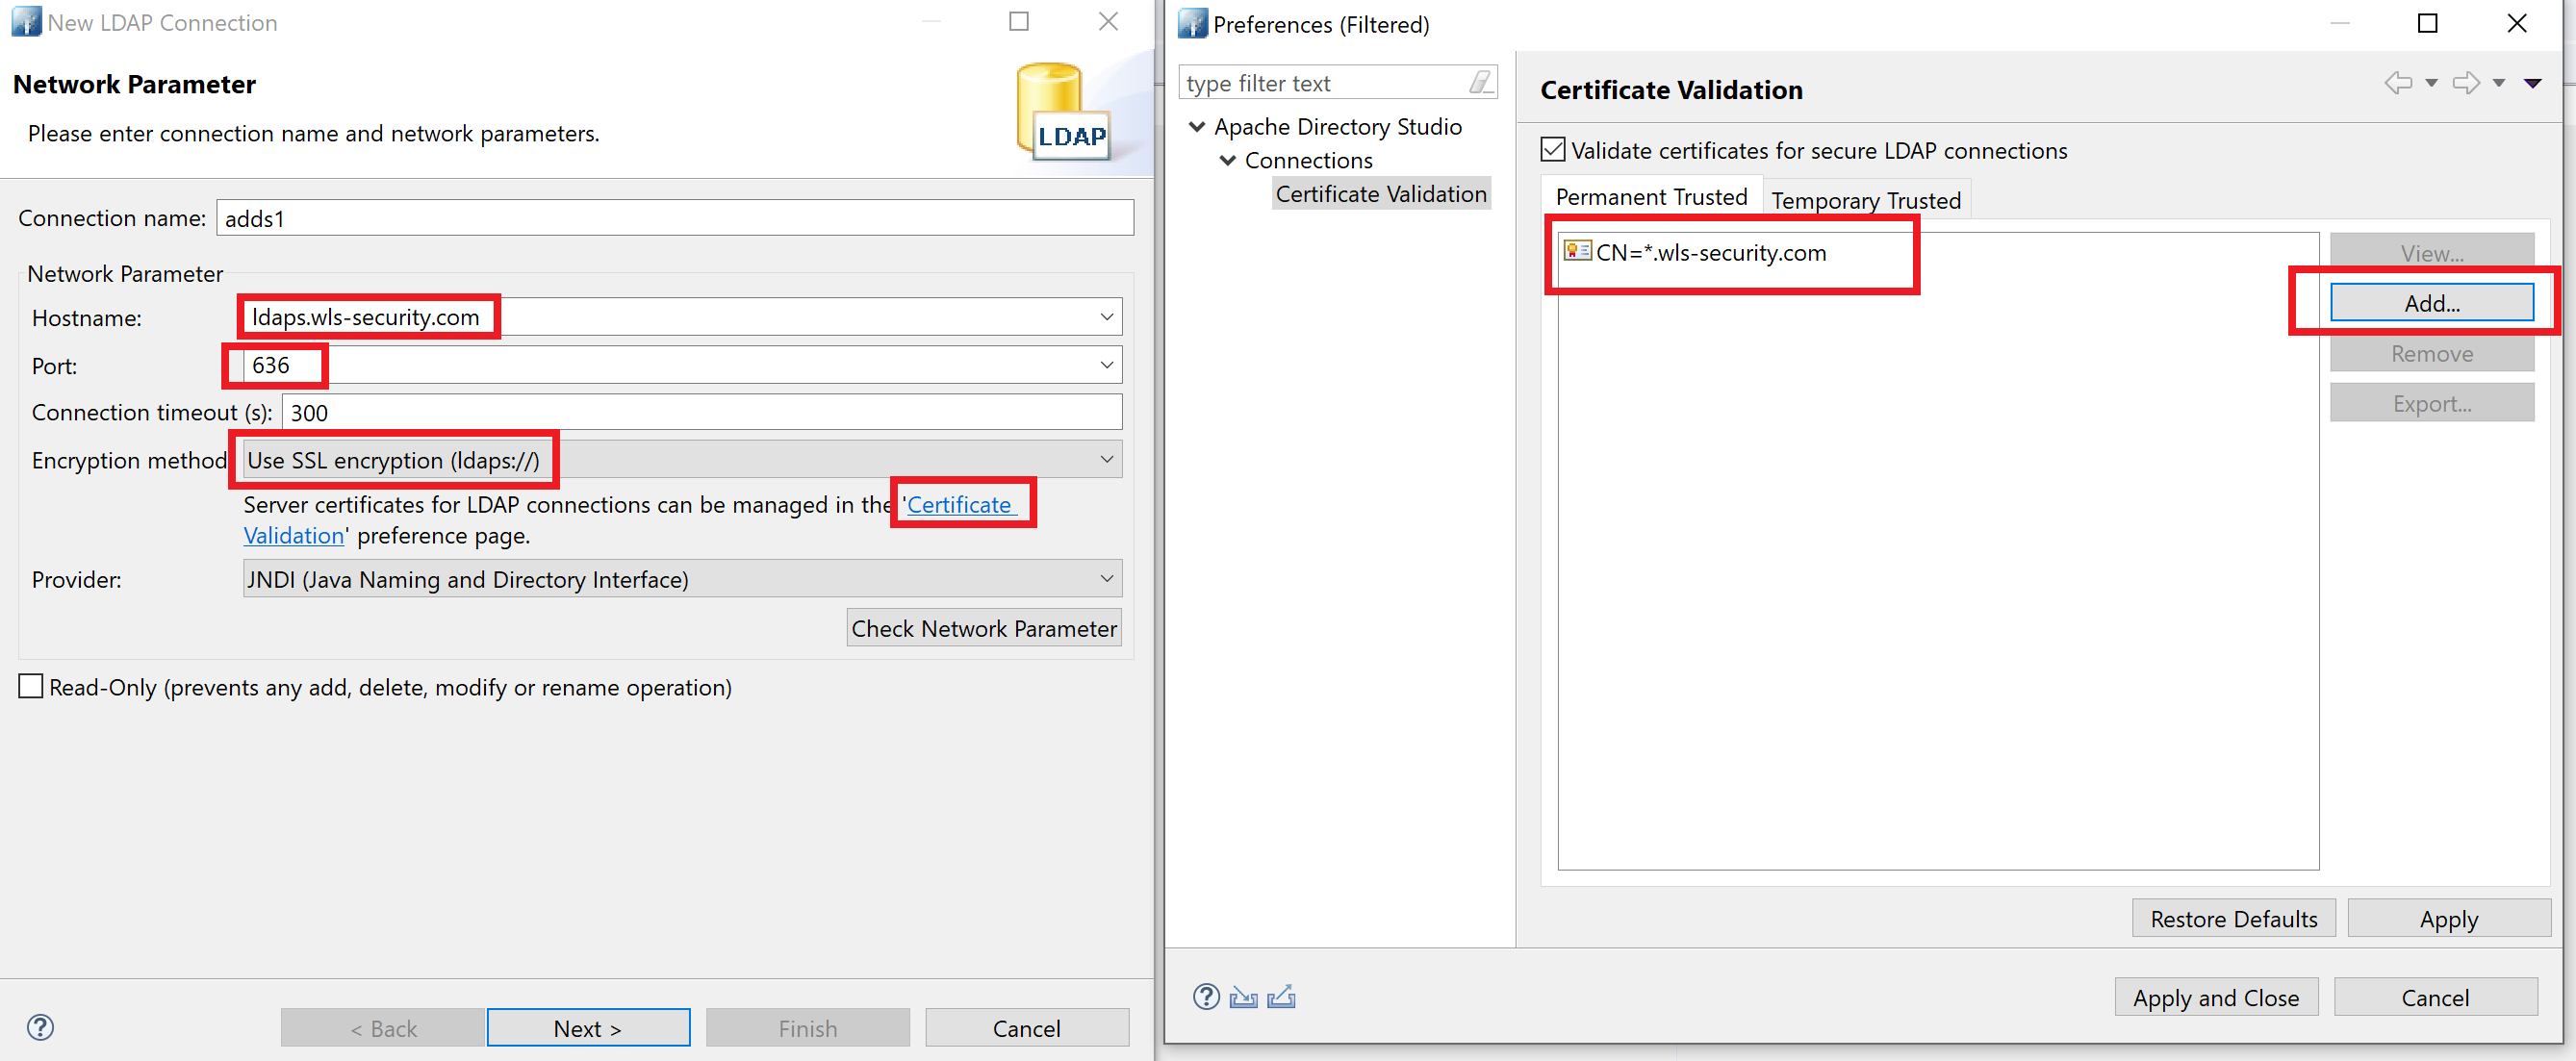 New LDAP Connection
Network Parameter
Please enter connection name and network parameters.
LDAP
Connection name: adds1
Network Parameter
Hostname: ldaps.wls-security.com
Port: 636
Connection timeout (s): 300
Encryption method Use SSL encryption (ldaps://)
Server certificates for LDAP connections can be managed in the 'Certificate
Validation' preference page.
Provider: JNDI (Java Naming and Directory Interface)
Check Network Parameter
Read-Only (prevents any add, delete, modify or rename operation)
< Back Next > Finish Cancel
Preferences (Filtered)
type filter text
Apache Directory Studio
Connections
Certificate Validation
Certificate Validation
Validate certificates for secure LDAP connections
Permanent Trusted Temporary Trusted
CN=*.wls-security.com
View...
Add...
Remove
Export...
Restore Defaults Apply
Apply and Close Cancel